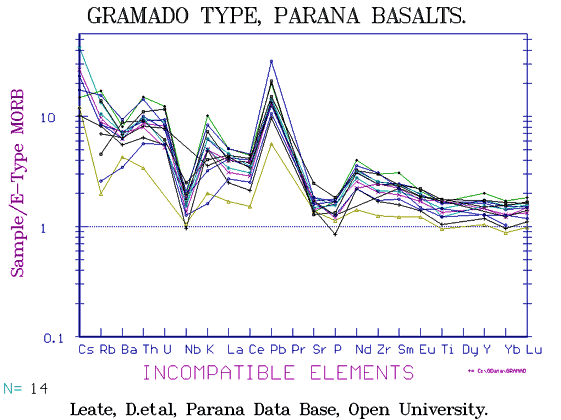 GRAMADO TYPE, PARANA BASALTS.
Sample/E-Type MORB
10
1
0.1
Cs Rb Ba Th U Nb K La Ce Pb Pr Sr P Nd Zr Sm Eu Ti Dy Y Yb Lu
INCOMPATIBLE ELEMENTS
N= 14
Leate, D.etal, Parana Data Base, Open University.